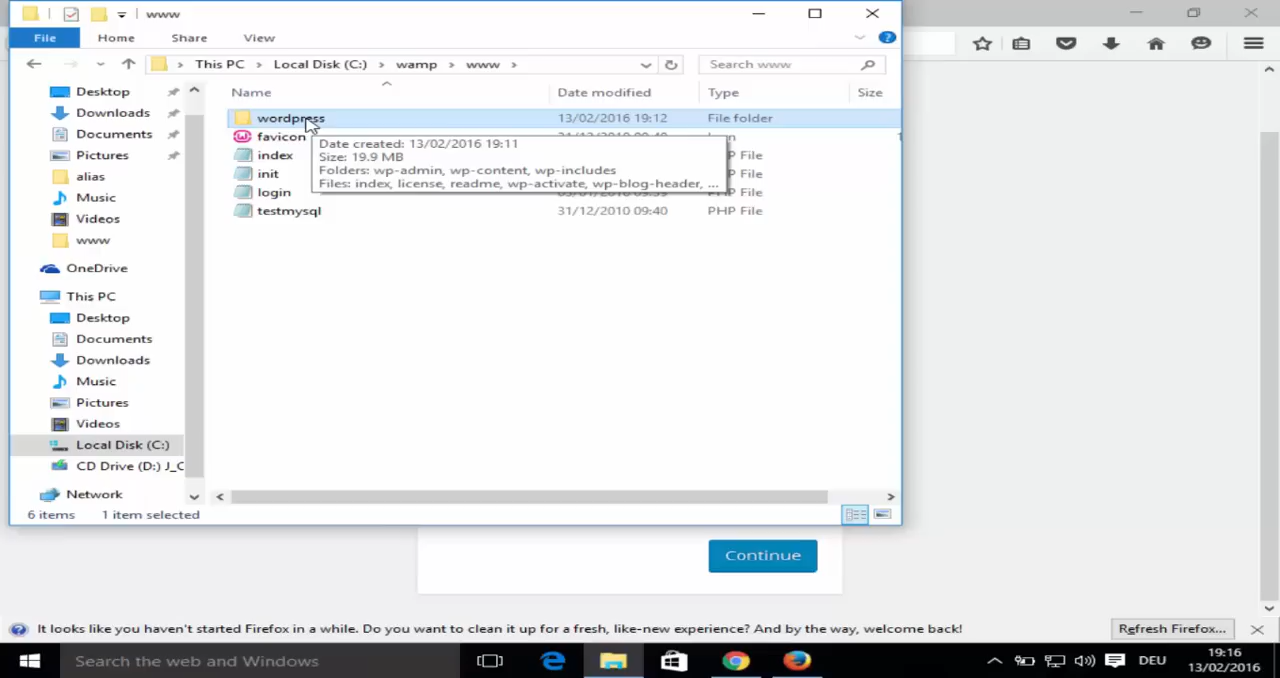 www
File Home Share View
This PC > Local Disk (C:) > wamp > www >
Search www
Name Date modified Type Size
wordpress 13/02/2016 19:12 File folder
favicon
index
init
login
testmysql 31/12/2010 09:40 PHP File
Date created: 13/02/2016 19:11
Size: 19.9 MB
Folders: wp-admin, wp-content, wp-includes
Files: index, license, readme, wp-activate, wp-blog-header, ...
Desktop
Downloads
Documents
Pictures
alias
Music
Videos
www
OneDrive
This PC
Desktop
Documents
Downloads
Music
Pictures
Videos
Local Disk (C:)
CD Drive (D:) J_C
Network
6 items 1 item selected
Continue
It looks like you haven't started Firefox in a while. Do you want to clean it up for a fresh, like-new experience? And by the way, welcome back!
Refresh Firefox...
Search the web and Windows
DEU
19:16
13/02/2016